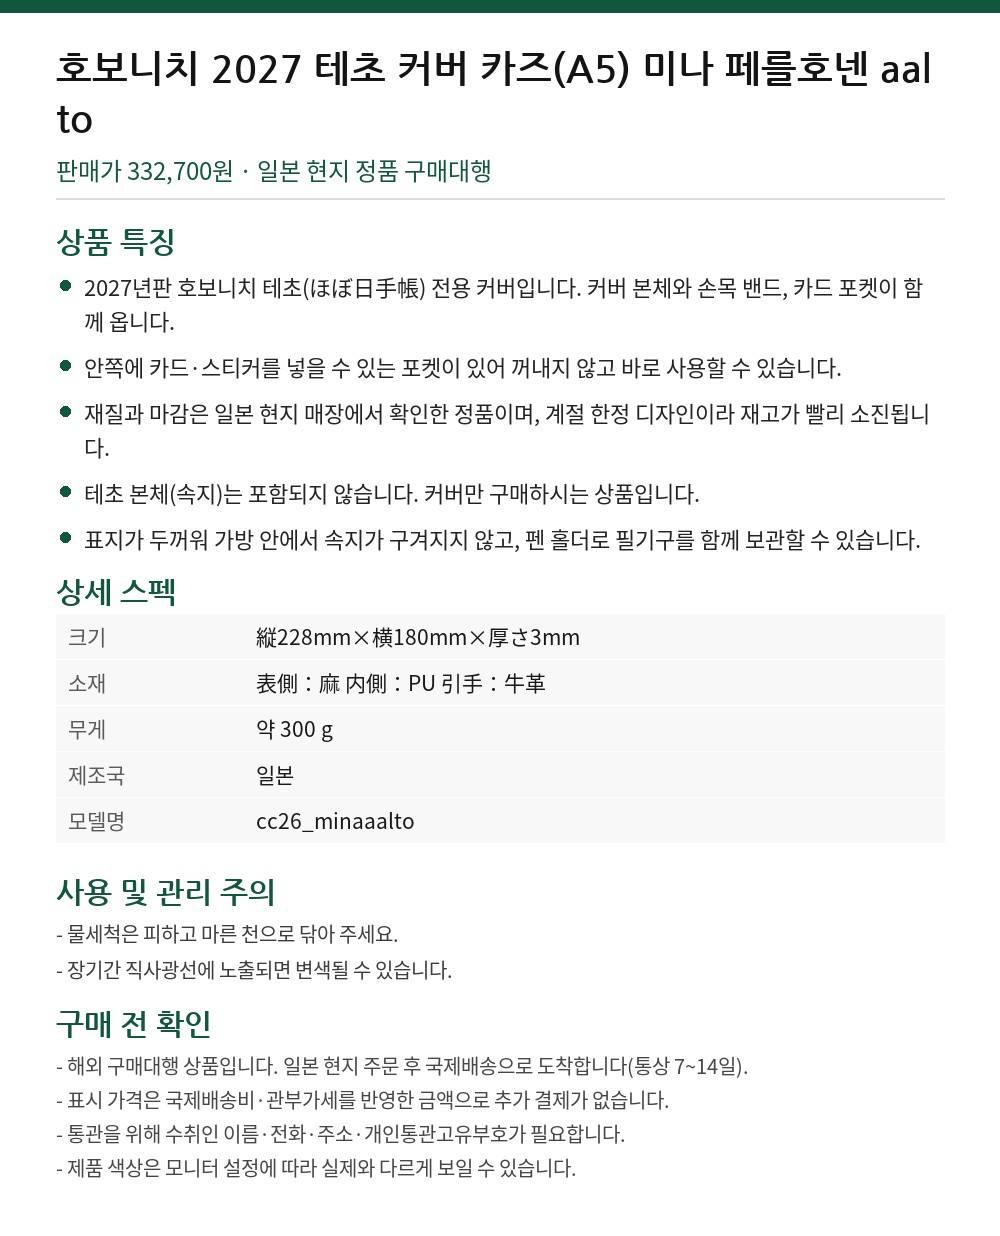 호보니치 2027 테초 커버 카즈(A5) 미나 페를호넨 aal
to
판매가 332,700원 · 일본 현지 정품 구매대행
상품 특징
2027년판 호보니치 테초(ほぼ日手帳) 전용 커버입니다. 커버 본체와 손목 밴드, 카드 포켓이 함
께 옵니다.
안쪽에 카드·스티커를 넣을 수 있는 포켓이 있어 꺼내지 않고 바로 사용할 수 있습니다.
재질과 마감은 일본 현지 매장에서 확인한 정품이며, 계절 한정 디자인이라 재고가 빨리 소진됩니
다.
테초 본체(속지)는 포함되지 않습니다. 커버만 구매하시는 상품입니다.
표지가 두꺼워 가방 안에서 속지가 구겨지지 않고, 펜 홀더로 필기구를 함께 보관할 수 있습니다.
상세 스펙
크기 縦228mm×横180mm×厚さ3mm
소재 表側：麻 内側：PU 引手：牛革
무게 약 300 g
제조국 일본
모델명 cc26_minaaalto
사용 및 관리 주의
- 물세척은 피하고 마른 천으로 닦아 주세요.
- 장기간 직사광선에 노출되면 변색될 수 있습니다.
구매 전 확인
- 해외 구매대행 상품입니다. 일본 현지 주문 후 국제배송으로 도착합니다(통상 7~14일).
- 표시 가격은 국제배송비·관부가세를 반영한 금액으로 추가 결제가 없습니다.
- 통관을 위해 수취인 이름·전화·주소·개인통관고유부호가 필요합니다.
- 제품 색상은 모니터 설정에 따라 실제와 다르게 보일 수 있습니다.